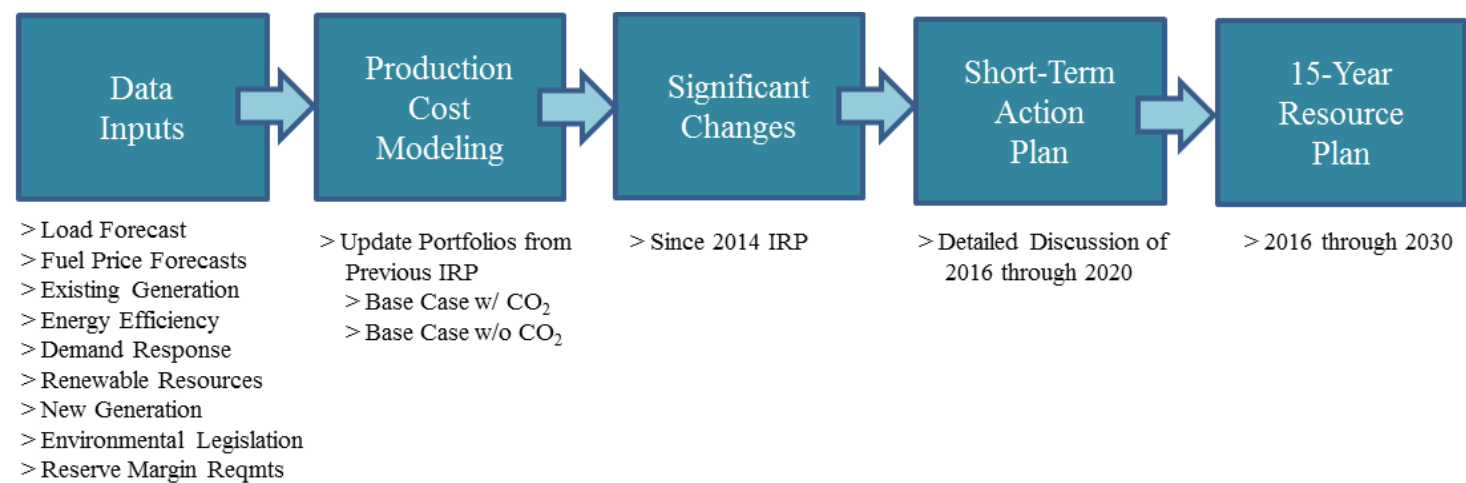 Data
Inputs
Production
Cost
Modeling
Significant
Changes
Short-Term
Action
Plan
15-Year
Resource
Plan
> Load Forecast
> Fuel Price Forecasts
> Existing Generation
> Energy Efficiency
> Demand Response
> Renewable Resources
> New Generation
> Environmental Legislation
> Reserve Margin Reqmts
> Update Portfolios from
Previous IRP
> Base Case w/ CO₂
> Base Case w/o CO₂
> Since 2014 IRP
> Detailed Discussion of
2016 through 2020
> 2016 through 2030